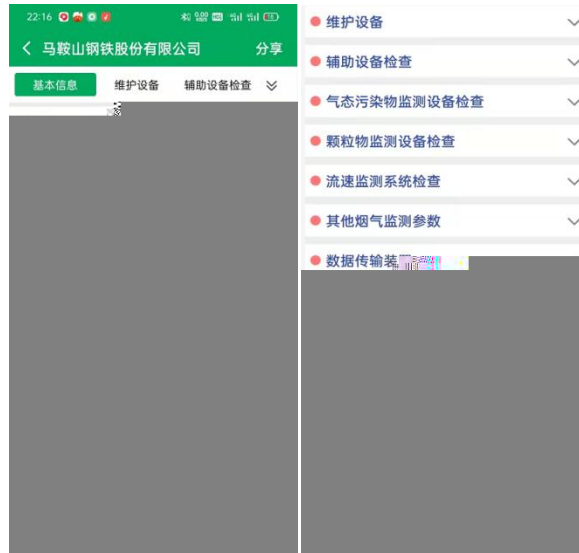 22:16
马鞍山钢铁股份有限公司 分享
基本信息 维护设备 辅助设备检查
维护设备
辅助设备检查
气态污染物监测设备检查
颗粒物监测设备检查
流速监测系统检查
其他烟气监测参数
数据传输装